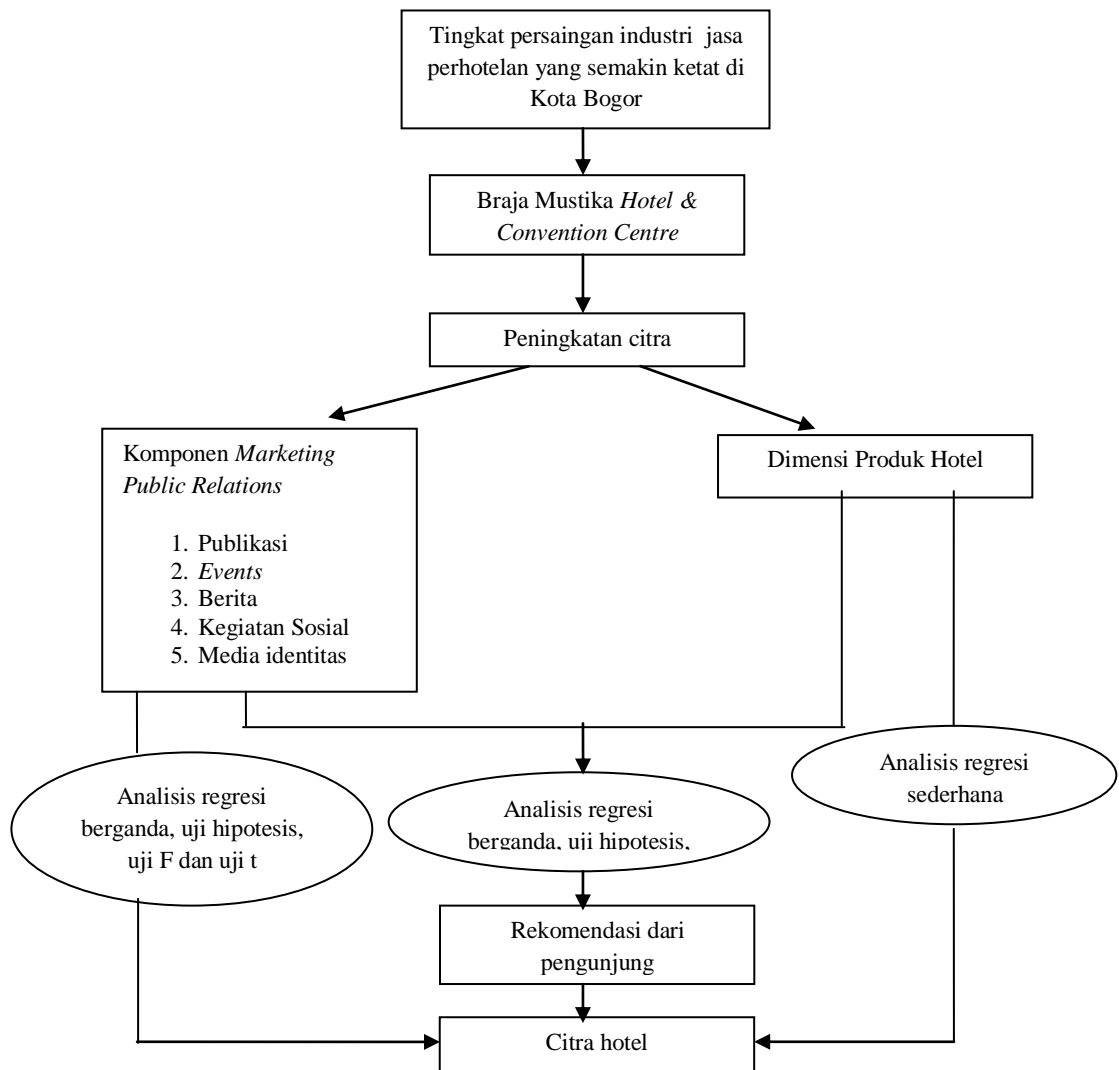 Tingkat persaingan industri jasa
perhotelan yang semakin ketat di
Kota Bogor
Braja Mustika Hotel &
Convention Centre
Peningkatan citra
Komponen Marketing
Public Relations
1. Publikasi
2. Events
3. Berita
4. Kegiatan Sosial
5. Media identitas
Dimensi Produk Hotel
Analisis regresi
berganda, uji hipotesis,
uji F dan uji t
Analisis regresi
berganda, uji hipotesis,
Analisis regresi
sederhana
Rekomendasi dari
pengunjung
Citra hotel